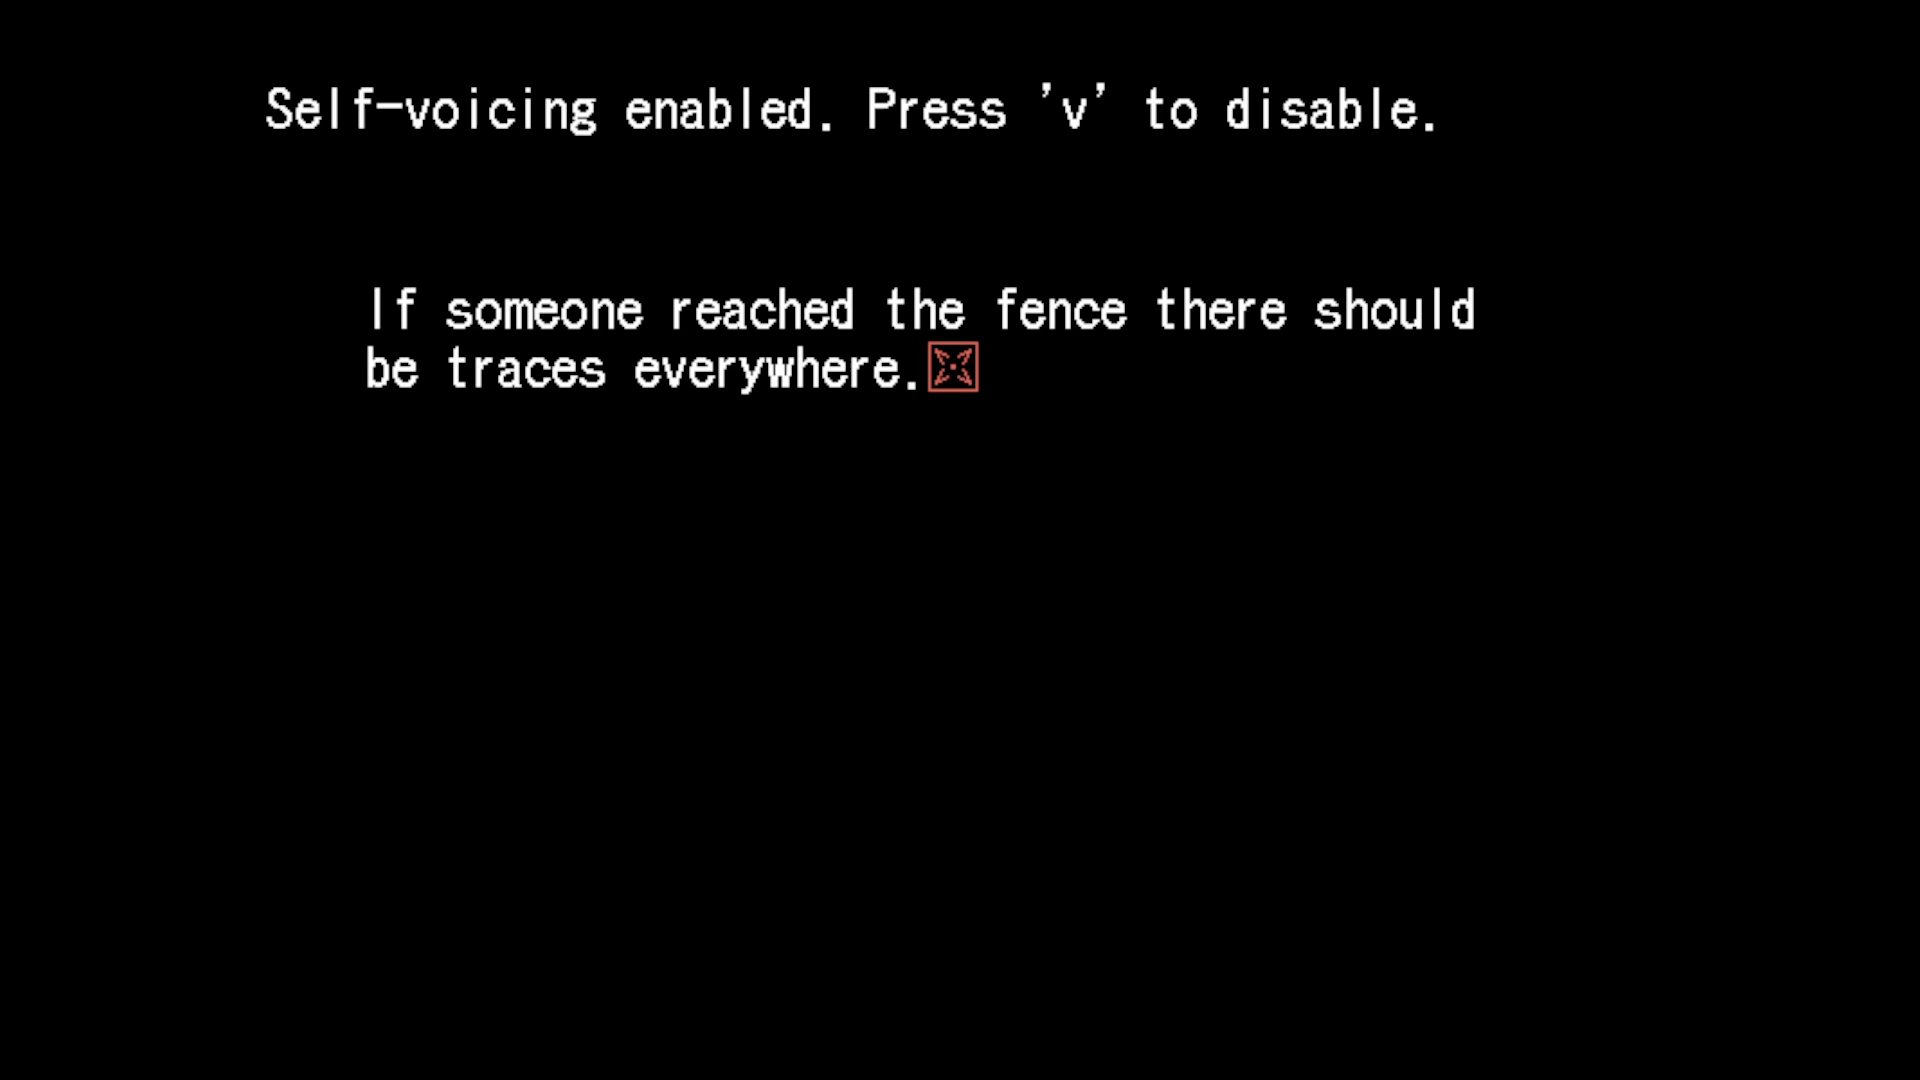 Self-voicing enabled. Press 'v' to disable.
If someone reached the fence there should
be traces everywhere.